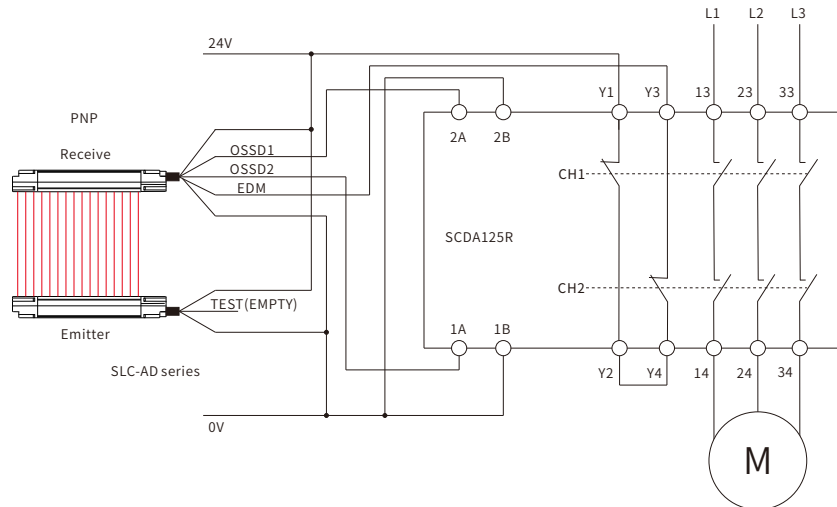 L1 L2 L3
24V
Y1 Y3 13 23 33
PNP
2A 2B
Receive
OSSD1
OSSD2
EDM
CH1
SCDA125R
CH2
TEST(EMPTY)
Emitter
1A 1B
SLC-AD series
Y2 Y4 14 24 34
0V
M